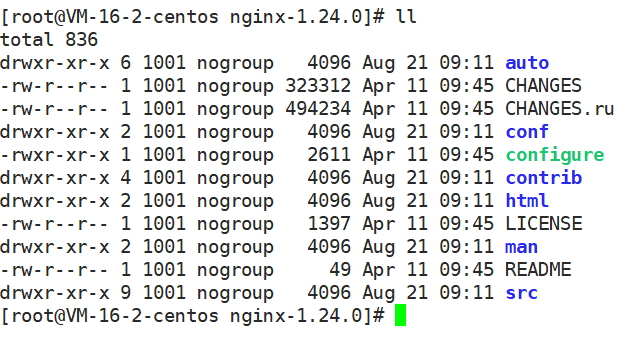 [root@VM-16-2-centos nginx-1.24.0]# ll
total 836
drwxr-xr-x 6 1001 nogroup   4096 Aug 21 09:11 auto
-rw-r--r-- 1 1001 nogroup 323312 Apr 11 09:45 CHANGES
-rw-r--r-- 1 1001 nogroup 494234 Apr 11 09:45 CHANGES.ru
drwxr-xr-x 2 1001 nogroup   4096 Aug 21 09:11 conf
-rwxr-xr-x 1 1001 nogroup   2611 Apr 11 09:45 configure
drwxr-xr-x 4 1001 nogroup   4096 Aug 21 09:11 contrib
drwxr-xr-x 2 1001 nogroup   4096 Aug 21 09:11 html
-rw-r--r-- 1 1001 nogroup   1397 Apr 11 09:45 LICENSE
drwxr-xr-x 2 1001 nogroup   4096 Aug 21 09:11 man
-rw-r--r-- 1 1001 nogroup     49 Apr 11 09:45 README
drwxr-xr-x 9 1001 nogroup   4096 Aug 21 09:11 src
[root@VM-16-2-centos nginx-1.24.0]#